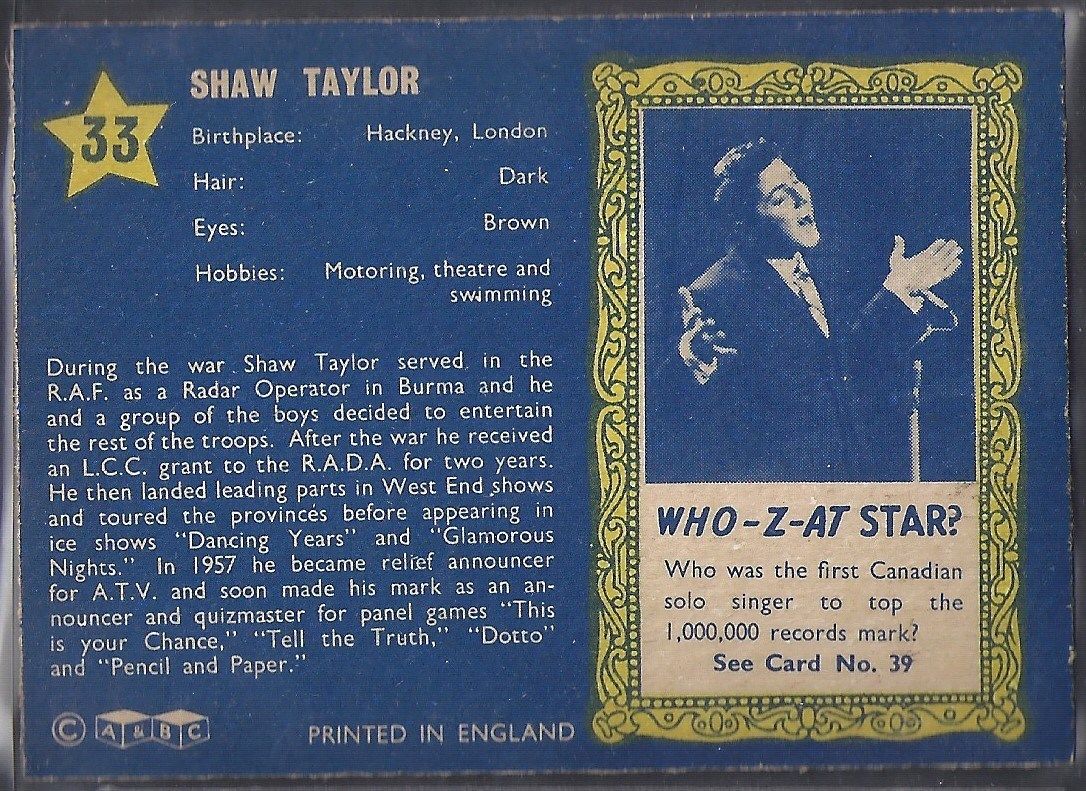 33
SHAW TAYLOR
Birthplace: Hackney, London
Hair: Dark
Eyes: Brown
Hobbies: Motoring, theatre and
swimming
During the war Shaw Taylor served in the
R.A.F. as a Radar Operator in Burma and he
and a group of the boys decided to entertain
the rest of the troops. After the war he received
an L.C.C. grant to the R.A.D.A. for two years.
He then landed leading parts in West End shows
and toured the provinces before appearing in
ice shows "Dancing Years" and "Glamorous
Nights." In 1957 he became relief announcer
for A.T.V. and soon made his mark as an an-
nouncer and quizmaster for panel games "This
is your Chance," "Tell the Truth," "Dotto"
and "Pencil and Paper."
© A&BC
PRINTED IN ENGLAND
WHO-Z-AT STAR?
Who was the first Canadian
solo singer to top the
1,000,000 records mark?
See Card No. 39